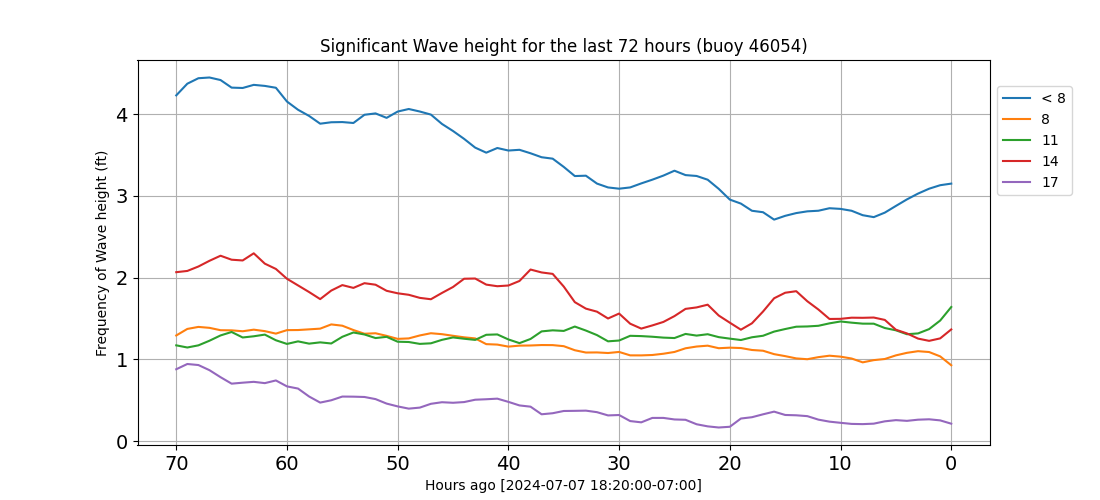 Significant Wave height for the last 72 hours (buoy 46054)
Frequency of Wave height (ft)
4
3
2
1
0
70 60 50 40 30 20 10 0
Hours ago [2024-07-07 18:20:00-07:00]
< 8
8
11
14
17